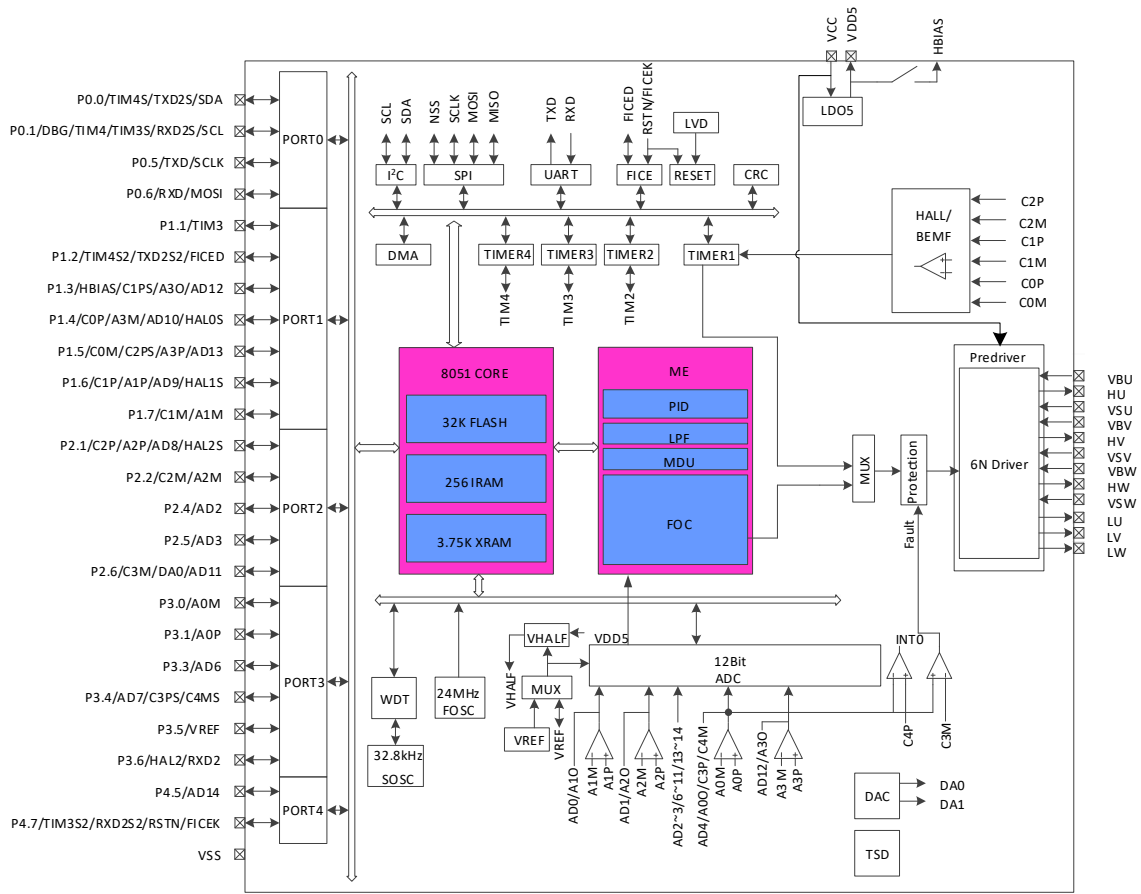 VCC
VDD5
HBIAS
LDO5
P0.0/TIM4S/TXD2S/SDA
P0.1/DBG/TIM4/TIM3S/RXD2S/SCL
P0.5/TXD/SCLK
P0.6/RXD/MOSI
P1.1/TIM3
P1.2/TIM4S2/TXD2S2/FICED
P1.3/HBIAS/C1PS/A3O/AD12
P1.4/C0P/A3M/AD10/HAL0S
P1.5/C0M/C2PS/A3P/AD13
P1.6/C1P/A1P/AD9/HAL1S
P1.7/C1M/A1M
P2.1/C2P/A2P/AD8/HAL2S
P2.2/C2M/A2M
P2.4/AD2
P2.5/AD3
P2.6/C3M/DA0/AD11
P3.0/A0M
P3.1/A0P
P3.3/AD6
P3.4/AD7/C3PS/C4MS
P3.5/VREF
P3.6/HAL2/RXD2
P4.5/AD14
P4.7/TIM3S2/RXD2S2/RSTN/FICEK
VSS
PORT0
PORT1
PORT2
PORT3
PORT4
SCL
SDA
NSS
SCLK
MOSI
MISO
TXD
RXD
FICED
RSTN/FICEK
LVD
I²C
SPI
UART
FICE
RESET
CRC
DMA
TIMER4
TIMER3
TIMER2
TIMER1
TIM4
TIM3
TIM2
HALL/
BEMF
C2P
C2M
C1P
C1M
C0P
C0M
8051 CORE
32K FLASH
256 IRAM
3.75K XRAM
ME
PID
LPF
MDU
FOC
MUX
Protection
Fault
Predriver
6N Driver
VBU
HU
VSU
VBV
HV
VSV
VBW
HW
VSW
LU
LV
LW
WDT
32.8kHz
SOSC
24MHz
FOSC
VHALF
VDD5
VHALF
MUX
VREF
VREF
12Bit
ADC
AD0/A1O
A1M
A1P
AD1/A2O
A2M
A2P
AD2~3/6~11/13~14
AD4/A0O/C3P/C4M
A0M
A0P
AD12/A3O
A3M
A3P
INT0
C4P
C3M
DAC
DA0
DA1
TSD